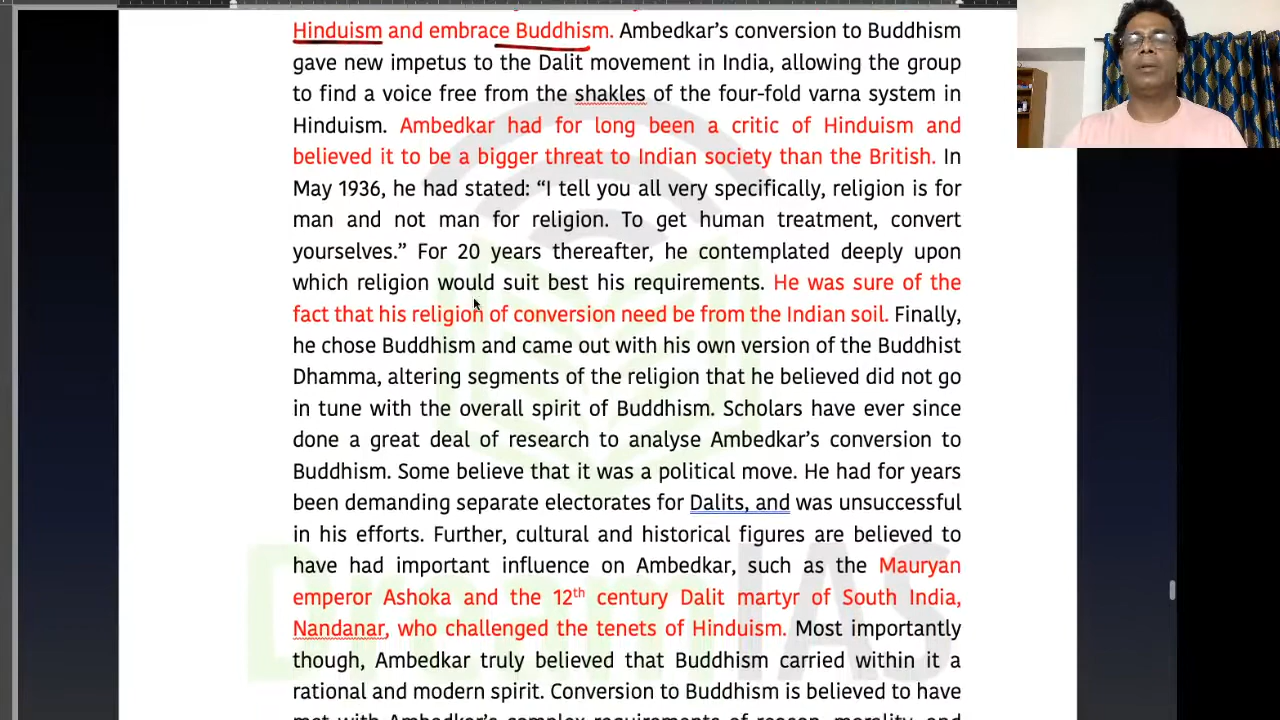 Hinduism and embrace Buddhism. Ambedkar’s conversion to Buddhism
gave new impetus to the Dalit movement in India, allowing the group
to find a voice free from the shakles of the four-fold varna system in
Hinduism. Ambedkar had for long been a critic of Hinduism and
believed it to be a bigger threat to Indian society than the British. In
May 1936, he had stated: “I tell you all very specifically, religion is for
man and not man for religion. To get human treatment, convert
yourselves.” For 20 years thereafter, he contemplated deeply upon
which religion would suit best his requirements. He was sure of the
fact that his religion of conversion need be from the Indian soil. Finally,
he chose Buddhism and came out with his own version of the Buddhist
Dhamma, altering segments of the religion that he believed did not go
in tune with the overall spirit of Buddhism. Scholars have ever since
done a great deal of research to analyse Ambedkar’s conversion to
Buddhism. Some believe that it was a political move. He had for years
been demanding separate electorates for Dalits, and was unsuccessful
in his efforts. Further, cultural and historical figures are believed to
have had important influence on Ambedkar, such as the Mauryan
emperor Ashoka and the 12th century Dalit martyr of South India,
Nandanar, who challenged the tenets of Hinduism. Most importantly
though, Ambedkar truly believed that Buddhism carried within it a
rational and modern spirit. Conversion to Buddhism is believed to have
met with Ambedkar’s complex requirements of reason, morality, and
Dream IAS